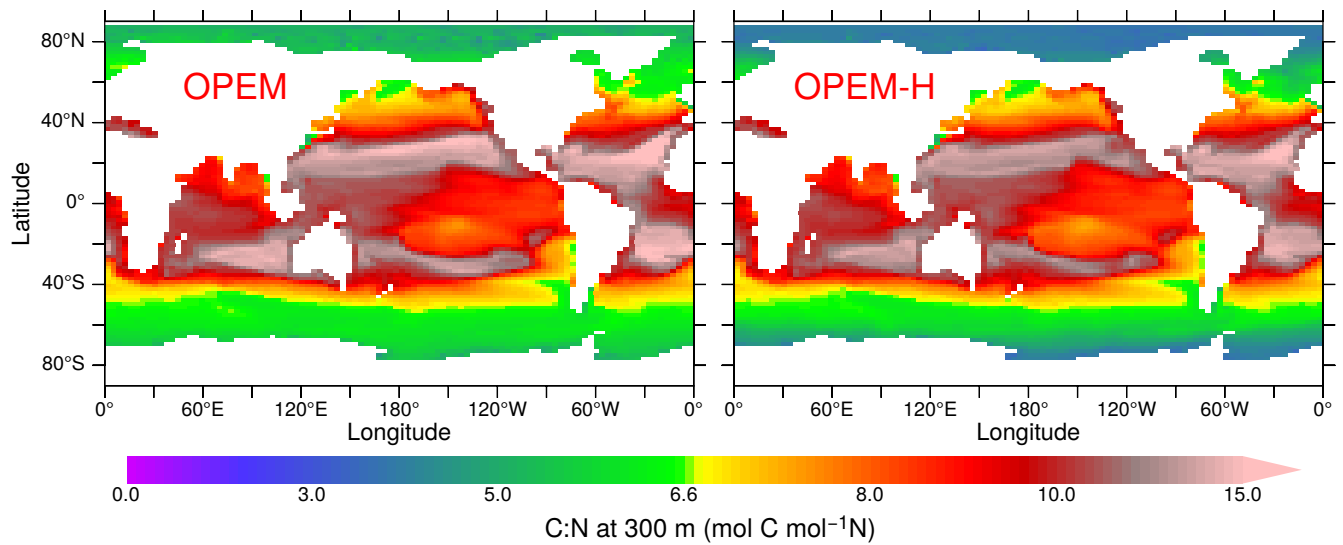 OPEM
OPEM-H
80°N
40°N
0°
40°S
80°S
Latitude
0° 60°E 120°E 180° 120°W 60°W 0°
0° 60°E 120°E 180° 120°W 60°W 0°
Longitude
Longitude
0.0 3.0 5.0 6.6 8.0 10.0 15.0
C:N at 300 m (mol C mol⁻¹N)